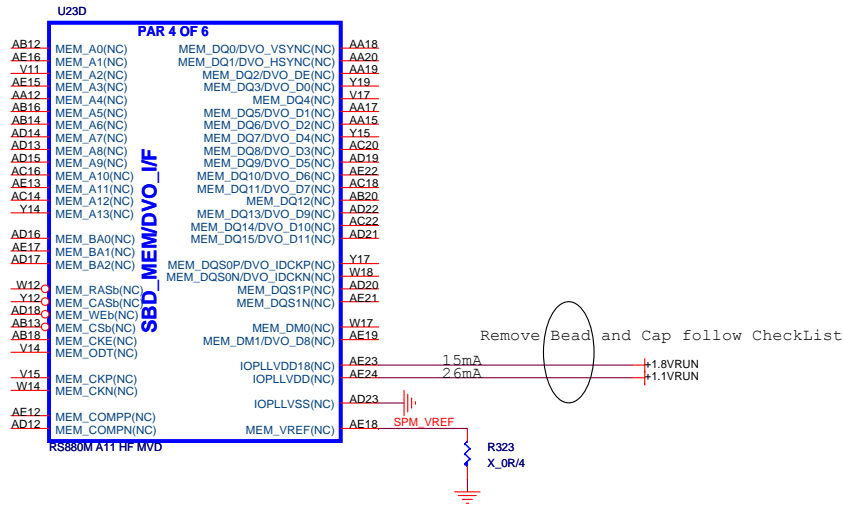 U23D
PAR 4 OF 6
AB12 MEM_A0(NC) MEM_DQ0/DVO_VSYNC(NC) AA18
AE16 MEM_A1(NC) MEM_DQ1/DVO_HSYNC(NC) AA20
V11 MEM_A2(NC) MEM_DQ2/DVO_DE(NC) AA19
AE15 MEM_A3(NC) MEM_DQ3/DVO_D0(NC) Y19
AA12 MEM_A4(NC) MEM_DQ4(NC) V17
AB16 MEM_A5(NC) MEM_DQ5/DVO_D1(NC) AA17
AB14 MEM_A6(NC) MEM_DQ6/DVO_D2(NC) AA15
AD14 MEM_A7(NC) MEM_DQ7/DVO_D4(NC) Y15
AD13 MEM_A8(NC) MEM_DQ8/DVO_D3(NC) AC20
AD15 MEM_A9(NC) MEM_DQ9/DVO_D5(NC) AD19
AC16 MEM_A10(NC) MEM_DQ10/DVO_D6(NC) AE22
AE13 MEM_A11(NC) MEM_DQ11/DVO_D7(NC) AC18
AC14 MEM_A12(NC) MEM_DQ12(NC) AB20
Y14 MEM_A13(NC) MEM_DQ13/DVO_D9(NC) AD22
MEM_DQ14/DVO_D10(NC) AC22
AD16 MEM_BA0(NC) MEM_DQ15/DVO_D11(NC) AD21
AE17 MEM_BA1(NC)
AD17 MEM_BA2(NC) MEM_DQS0P/DVO_IDCKP(NC) Y17
MEM_DQS0N/DVO_IDCKN(NC) W18
W12 MEM_RASb(NC) MEM_DQS1P(NC) AD20
Y12 MEM_CASb(NC) MEM_DQS1N(NC) AE21
AD18 MEM_WEb(NC)
AB13 MEM_CSb(NC) MEM_DM0(NC) W17
AB18 MEM_CKE(NC) MEM_DM1/DVO_D8(NC) AE19
V14 MEM_ODT(NC)
SBD_MEM/DVO_I/F
Remove Bead and Cap follow CheckList
IOPLLVDD18(NC) AE23 15mA +1.8VRUN
V15 MEM_CKP(NC) IOPLLVDD(NC) AE24 26mA +1.1VRUN
W14 MEM_CKN(NC)
IOPLLVSS(NC) AD23
AE12 MEM_COMPP(NC)
AD12 MEM_COMPN(NC) MEM_VREF(NC) AE18 SPM_VREF
RS880M A11 HF MVD
R323
X_0R/4